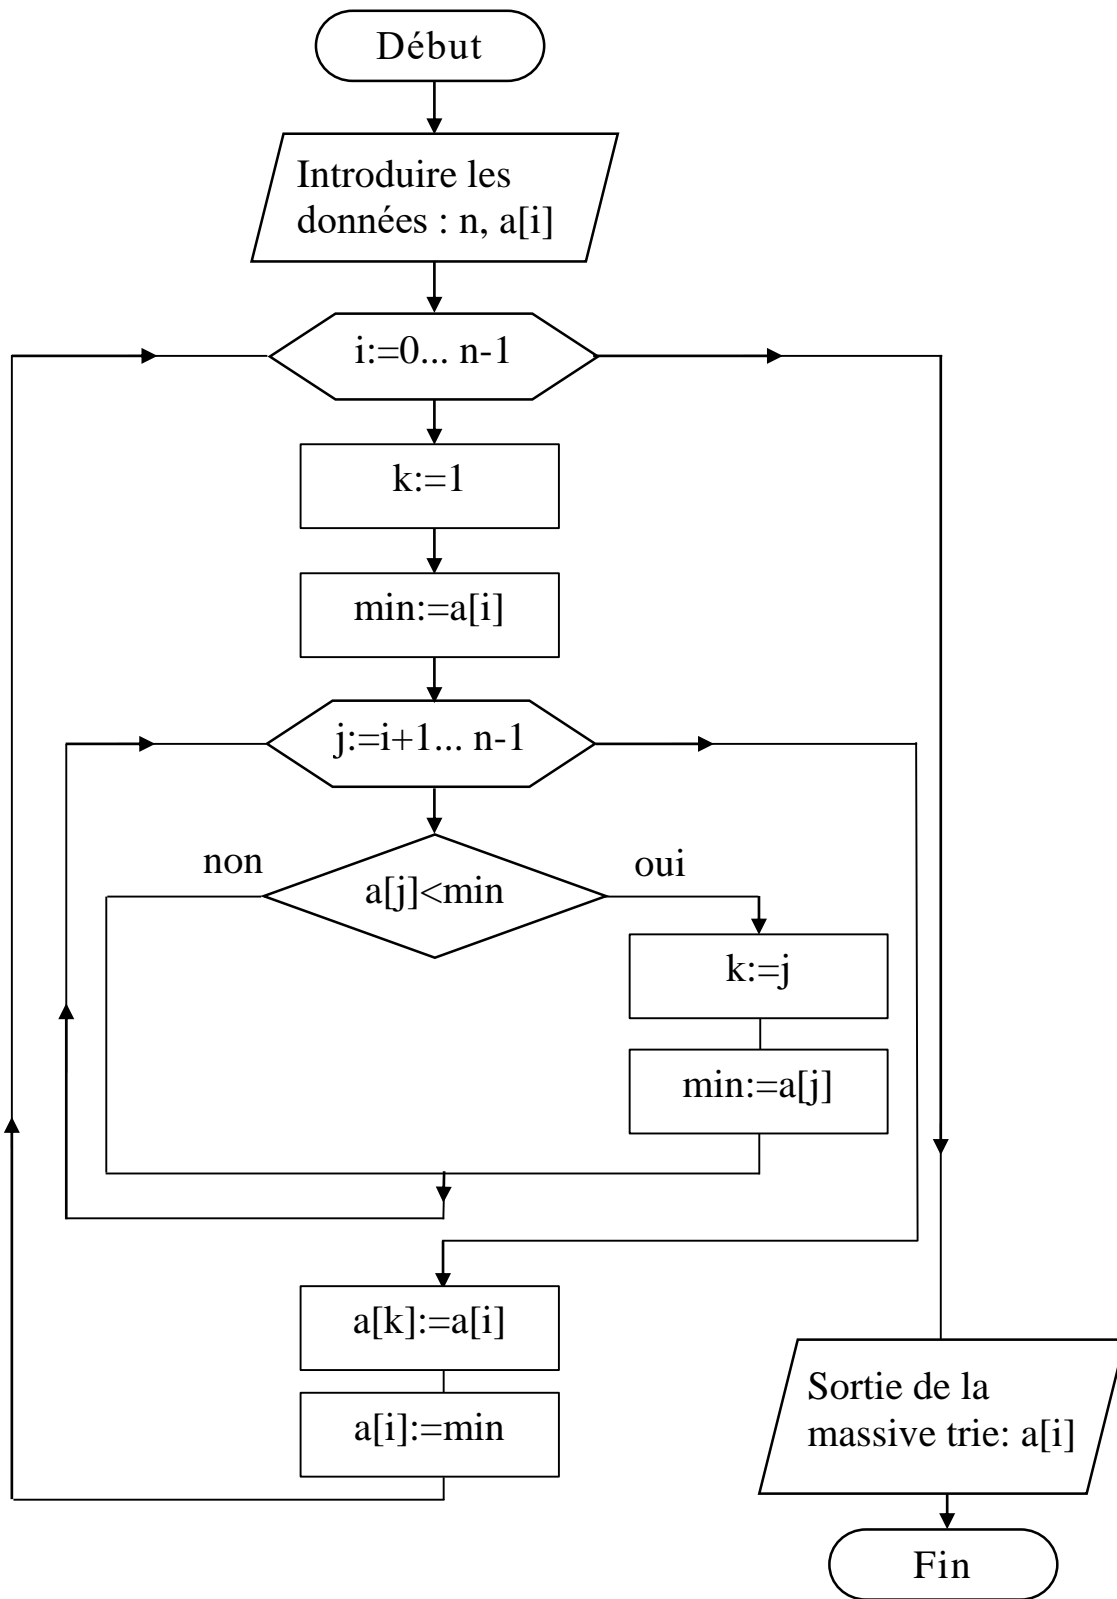 Début
Introduire les
données : n, a[i]
i:=0... n-1
k:=1
min:=a[i]
j:=i+1... n-1
non
a[j]<min
oui
k:=j
min:=a[j]
a[k]:=a[i]
a[i]:=min
Sortie de la
massive trie: a[i]
Fin